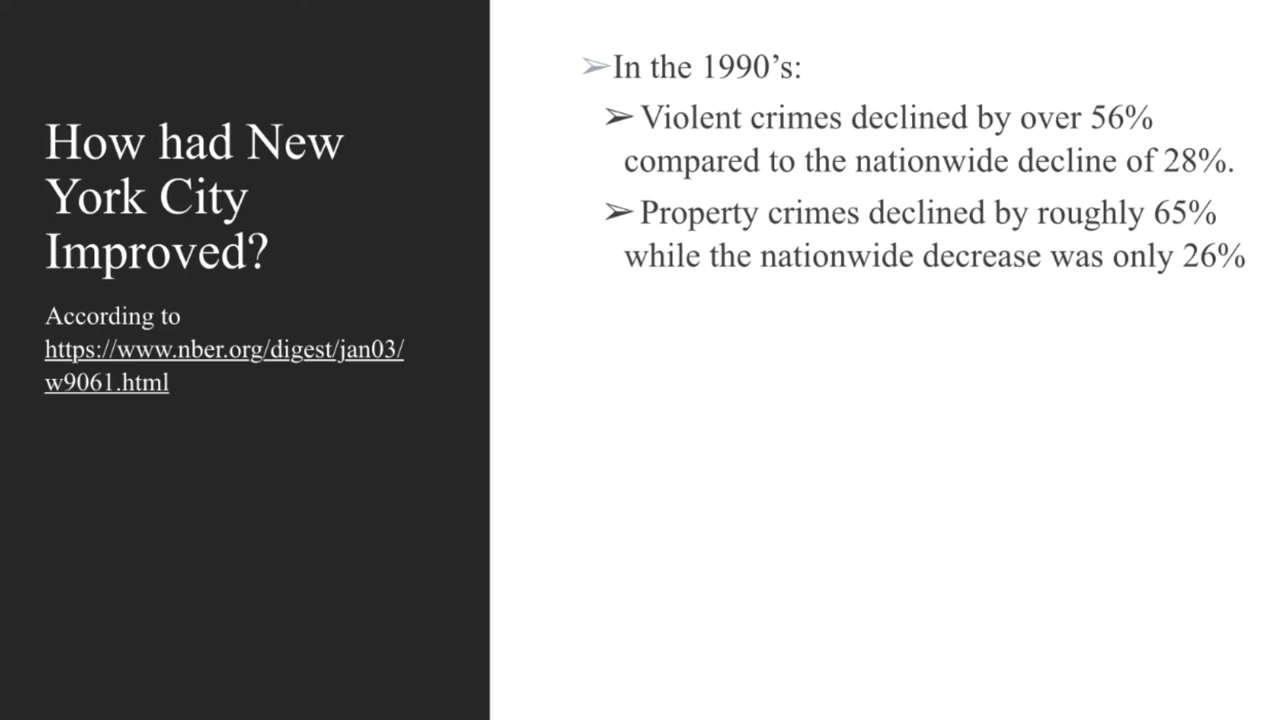 How had New
York City
Improved?
According to
https://www.nber.org/digest/jan03/
w9061.html
➢In the 1990’s:
➢ Violent crimes declined by over 56%
compared to the nationwide decline of 28%.
➢ Property crimes declined by roughly 65%
while the nationwide decrease was only 26%